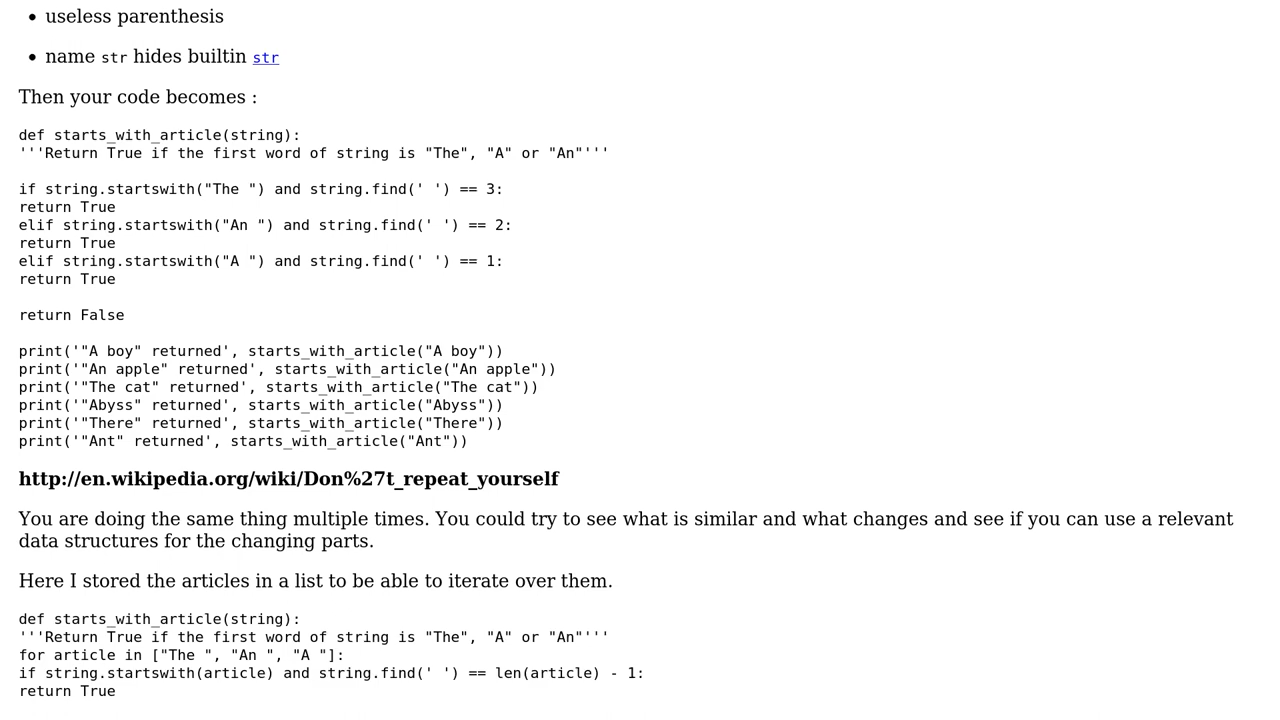 useless parenthesis
name str hides builtin str
Then your code becomes :
def starts_with_article(string):
'''Return True if the first word of string is "The", "A" or "An"'''
if string.startswith("The ") and string.find(' ') == 3:
return True
elif string.startswith("An ") and string.find(' ') == 2:
return True
elif string.startswith("A ") and string.find(' ') == 1:
return True
return False
print('"A boy" returned', starts_with_article("A boy"))
print('"An apple" returned', starts_with_article("An apple"))
print('"The cat" returned', starts_with_article("The cat"))
print('"Abyss" returned', starts_with_article("Abyss"))
print('"There" returned', starts_with_article("There"))
print('"Ant" returned', starts_with_article("Ant"))
http://en.wikipedia.org/wiki/Don%27t_repeat_yourself
You are doing the same thing multiple times. You could try to see what is similar and what changes and see if you can use a relevant
data structures for the changing parts.
Here I stored the articles in a list to be able to iterate over them.
def starts_with_article(string):
'''Return True if the first word of string is "The", "A" or "An"'''
for article in ["The ", "An ", "A "]:
if string.startswith(article) and string.find(' ') == len(article) - 1:
return True